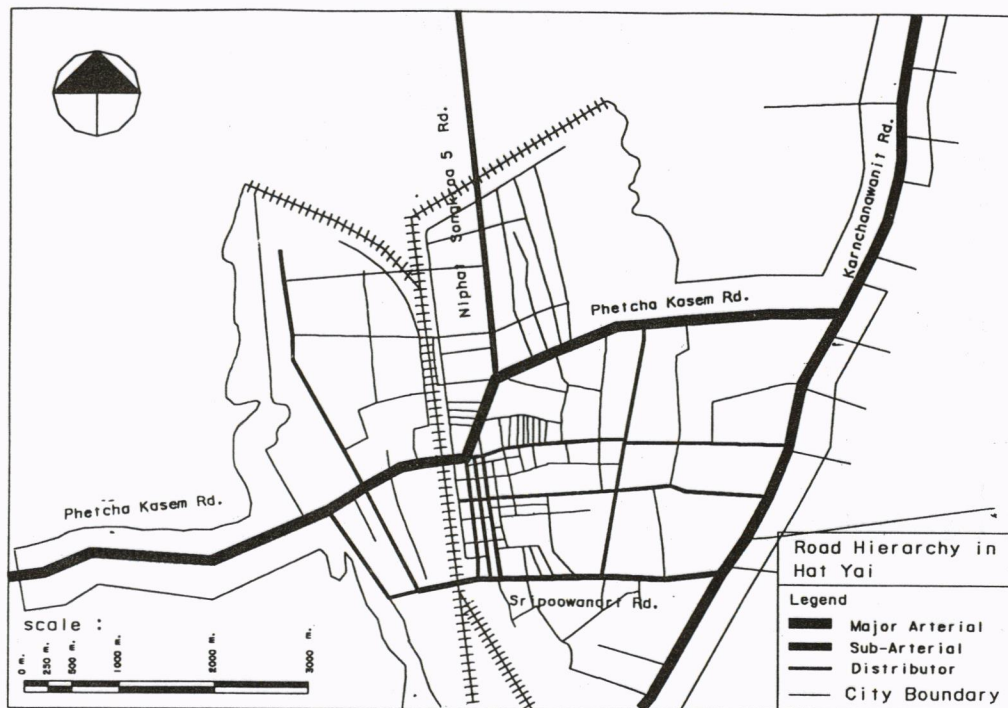 Niphat Songkroa 5 Rd.
Karnchanawanit Rd.
Phetcha Kasem Rd.
Phetcha Kasem Rd.
Sripoowanart Rd.
scale :
0 m.
250 m.
500 m.
1000 m.
2000 m.
3000 m.
Road Hierarchy in
Hat Yai
Legend
Major Arterial
Sub-Arterial
Distributor
City Boundary